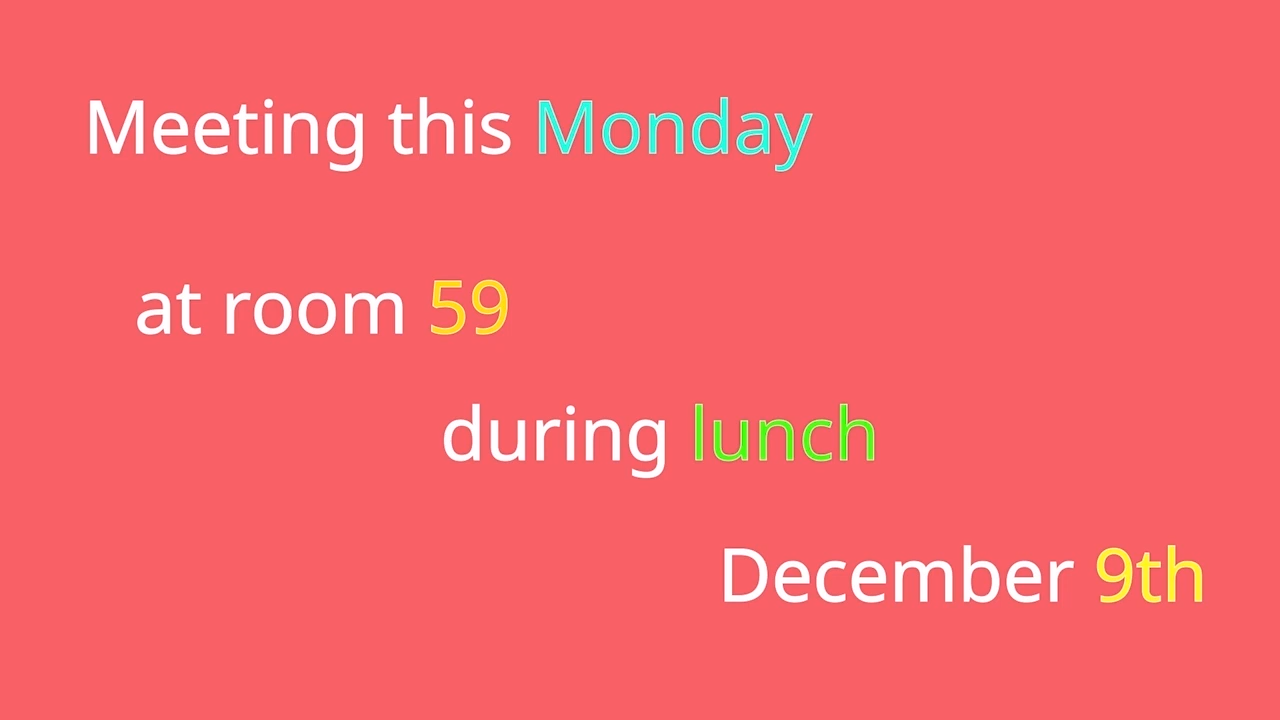 Meeting this Monday
at room 59
during lunch
December 9th